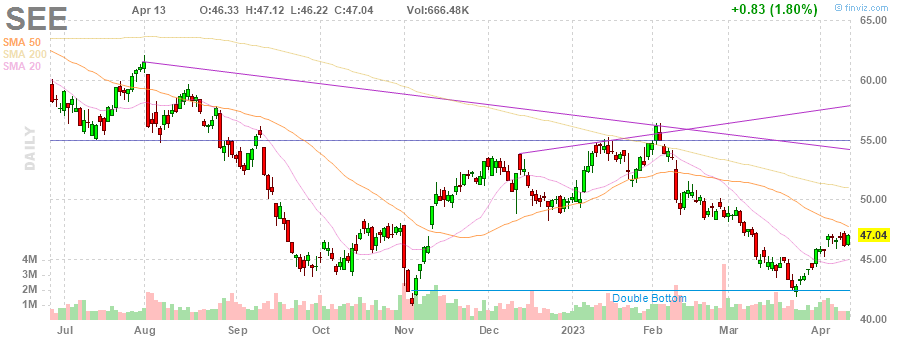 SEE Apr 13 O:46.33 H:47.12 L:46.22 C:47.04 Vol:666.48K +0.83 (1.80%) © finviz.com
SMA 50
SMA 200
SMA 20
DAILY
65.00
60.00
55.00
50.00
47.04
45.00
40.00
4M
3M
2M
1M
Double Bottom
Jul Aug Sep Oct Nov Dec 2023 Feb Mar Apr